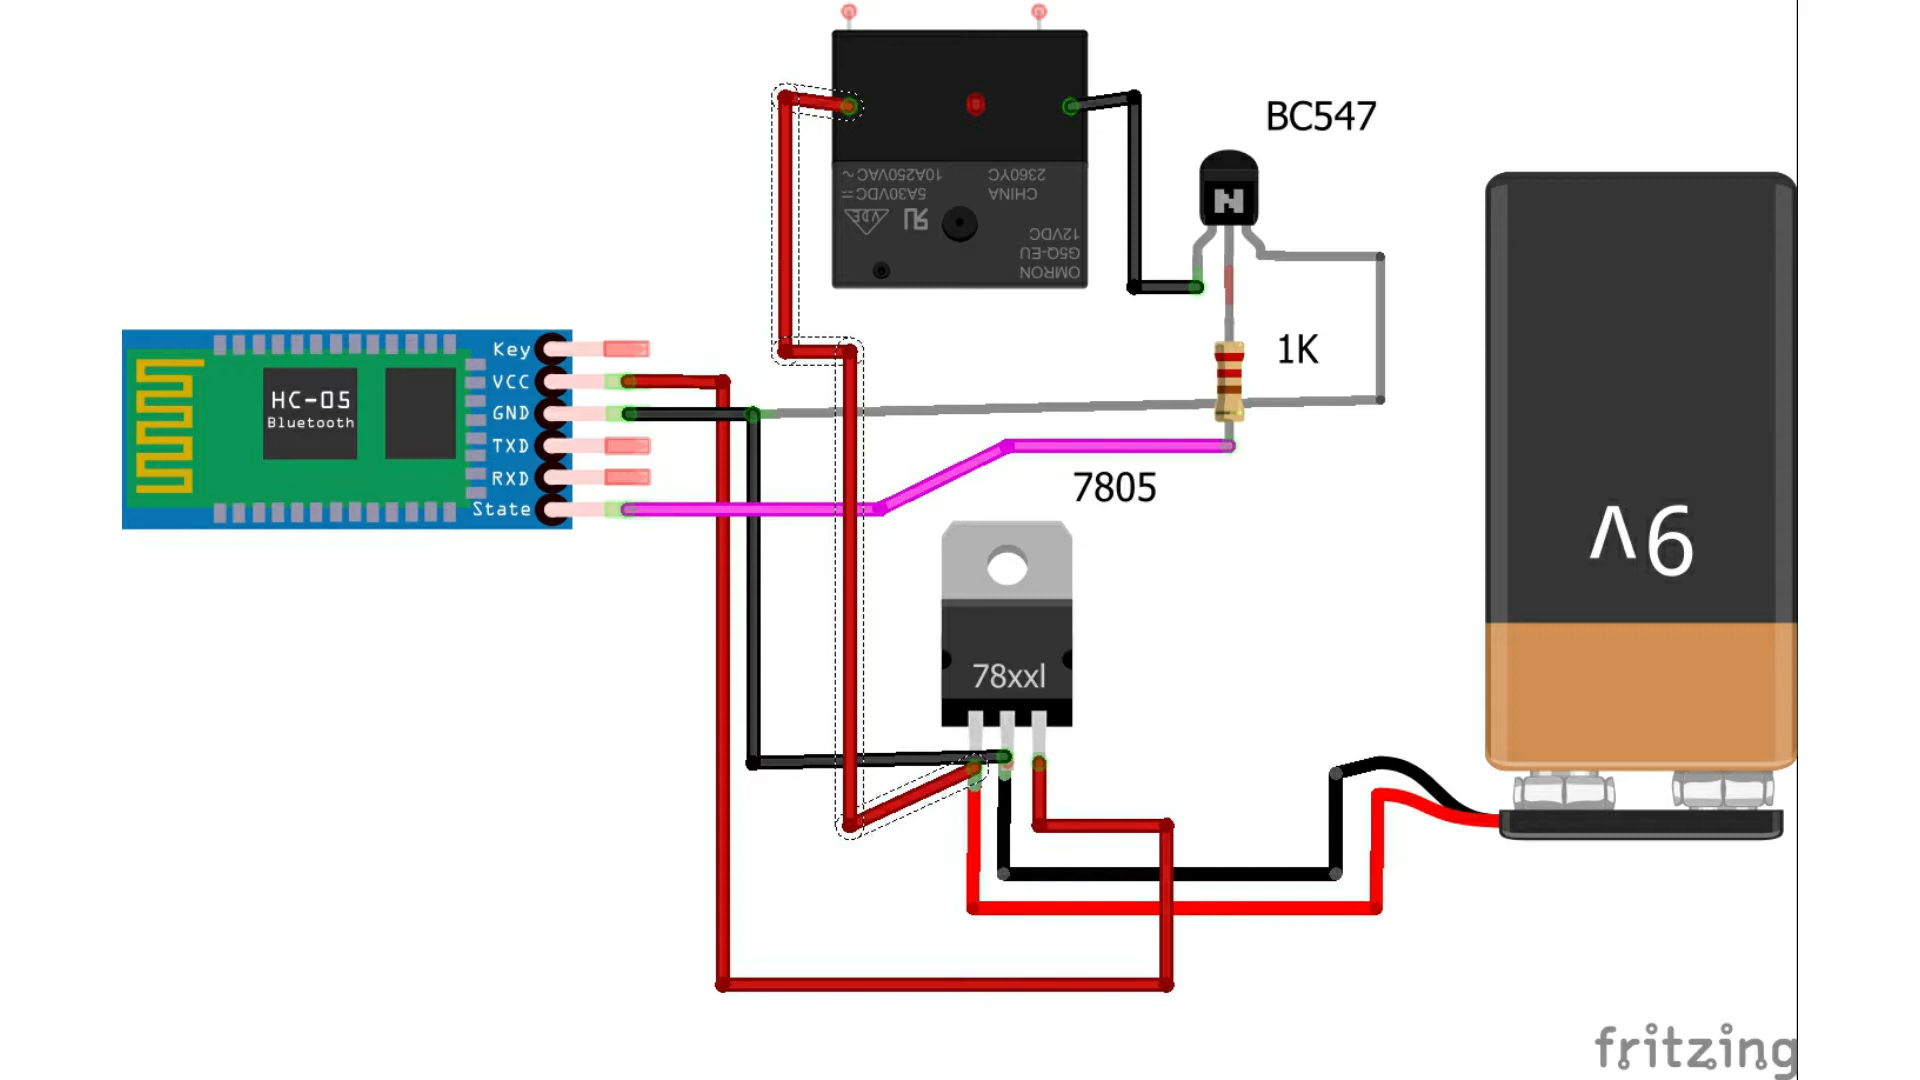 BC547
10A250VAC~
5A30VDC
VDE
2360YC
CHINA
12VDC
G5Q-EU
OMRON
N
1K
Key
VCC
GND
TXD
RXD
State
HC-05
Bluetooth
7805
78xxl
9V
fritzing